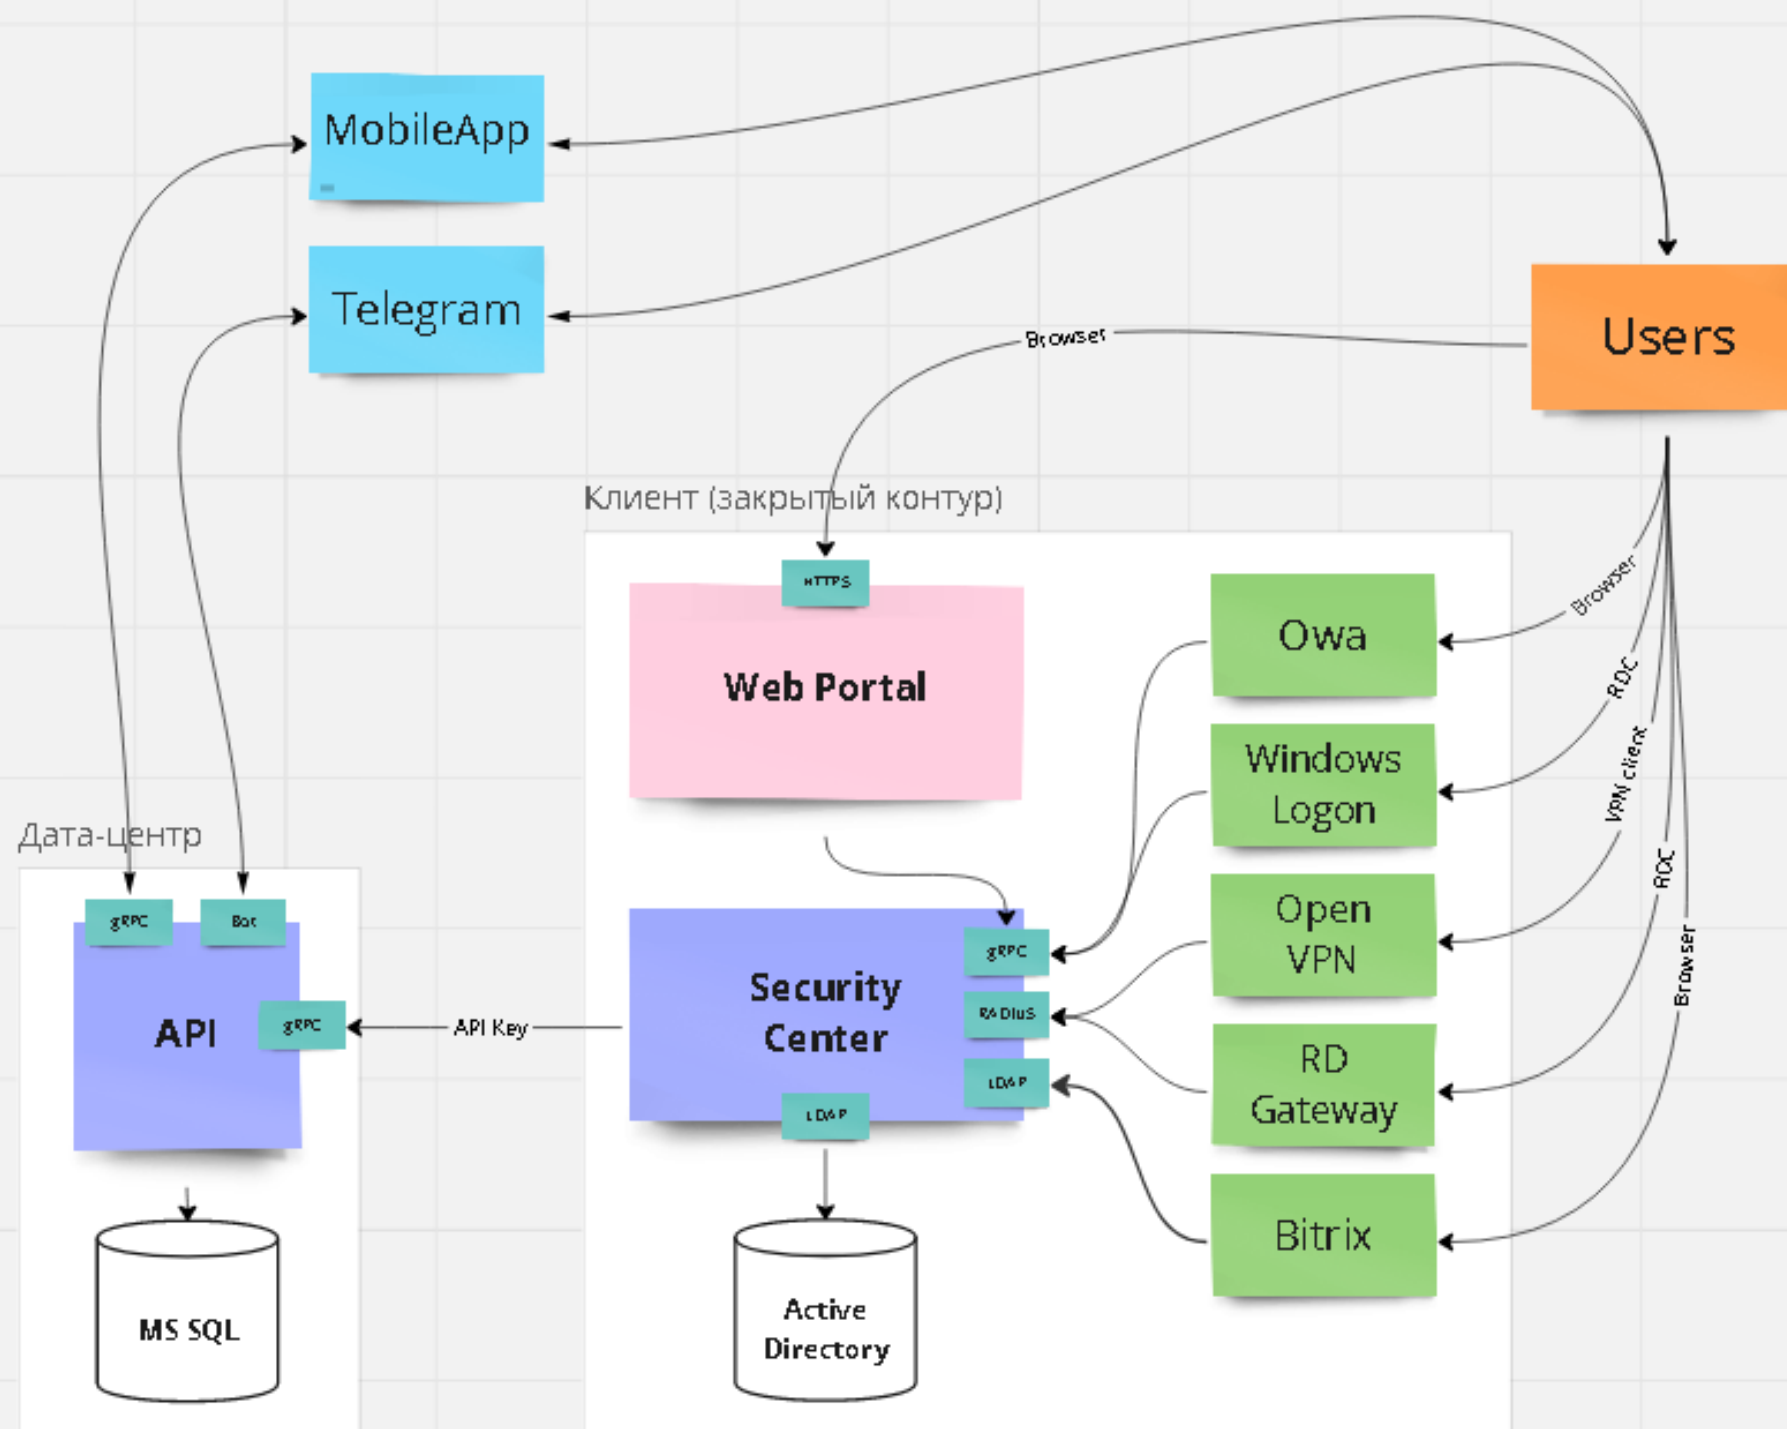 MobileApp
Telegram
Users
Browser
Клиент (закрытый контур)
HTTPS
Web Portal
Owa
Browser
Windows
Logon
RDC
Open
VPN
VPN client
RD
Gateway
RDC
Bitrix
Browser
Дата-центр
gRPC
Bot
API
gRPC
API Key
Security
Center
gRPC
RADIUS
LDAP
LDAP
MS SQL
Active
Directory